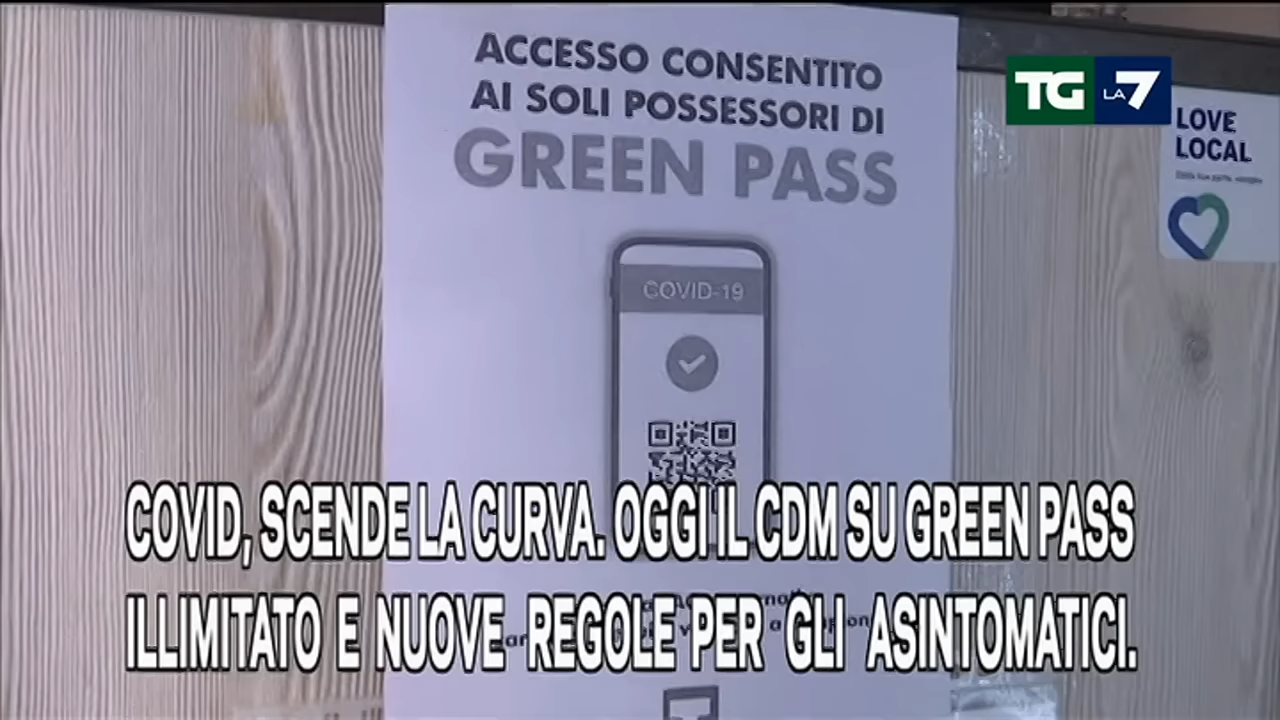 ACCESSO CONSENTITO
AI SOLI POSSESSORI DI
GREEN PASS
TG LA7
LOVE
LOCAL
COVID-19
COVID, SCENDE LA CURVA. OGGI IL CDM SU GREEN PASS
ILLIMITATO E NUOVE REGOLE PER GLI ASINTOMATICI.